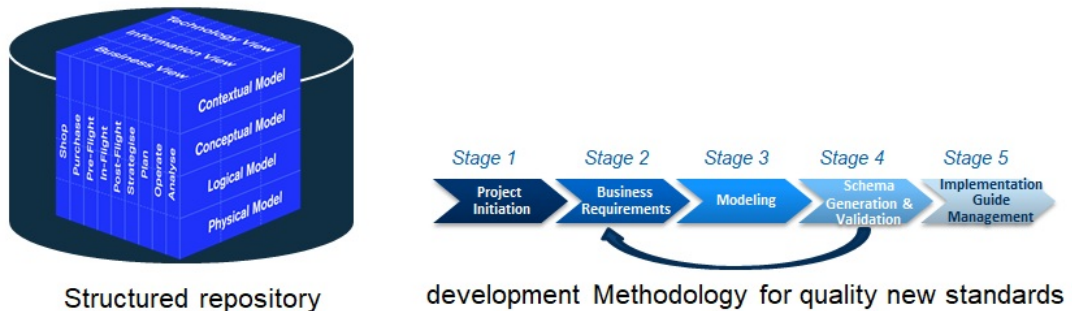 Technology View
Information View
Business View
Contextual Model
Conceptual Model
Logical Model
Physical Model
Shop
Purchase
Pre-Flight
In-Flight
Post-Flight
Strategise
Plan
Operate
Analyse
Structured repository
Stage 1
Stage 2
Stage 3
Stage 4
Stage 5
Project
Initiation
Business
Requirements
Modeling
Schema
Generation &
Validation
Implementation
Guide
Management
development Methodology for quality new standards